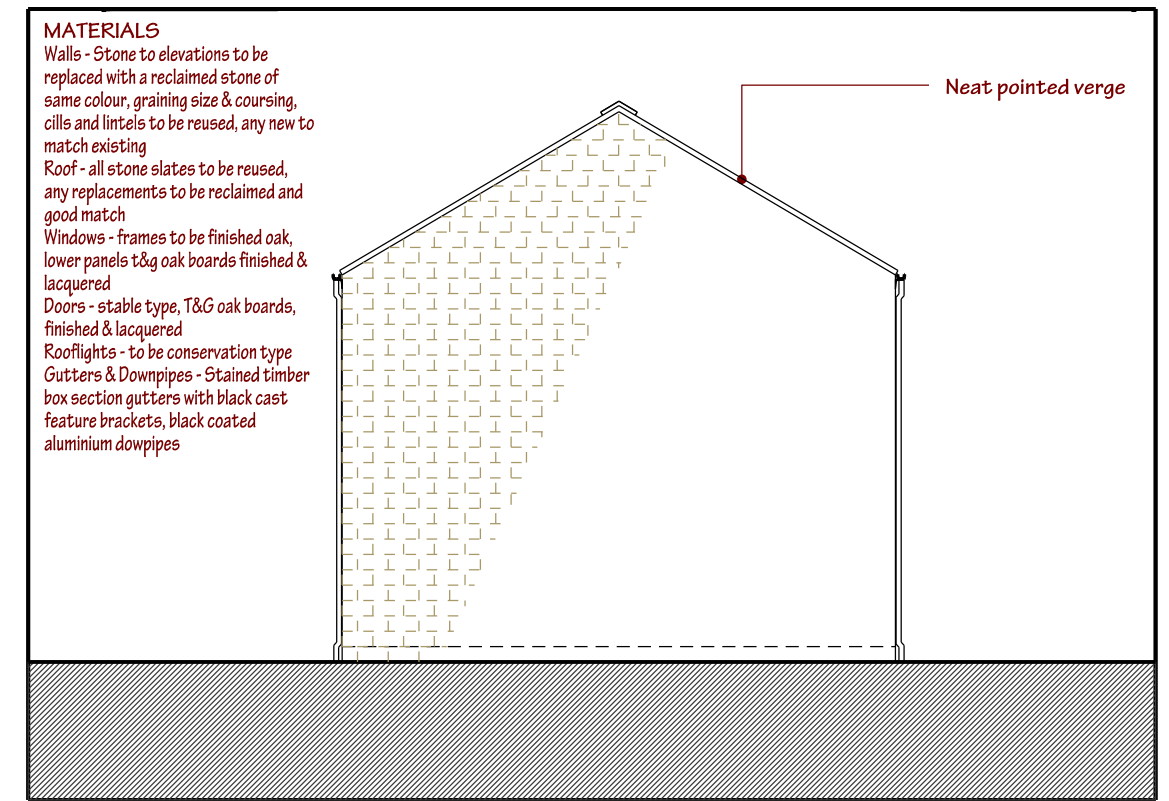 MATERIALS
Walls - Stone to elevations to be
replaced with a reclaimed stone of
same colour, graining size & coursing,
cills and lintels to be reused, any new to
match existing
Roof - all stone slates to be reused,
any replacements to be reclaimed and
good match
Windows - frames to be finished oak,
lower panels t&g oak boards finished &
lacquered
Doors - stable type, T&G oak boards,
finished & lacquered
Rooflights - to be conservation type
Gutters & Downpipes - Stained timber
box section gutters with black cast
feature brackets, black coated
aluminium dowpipes
Neat pointed verge